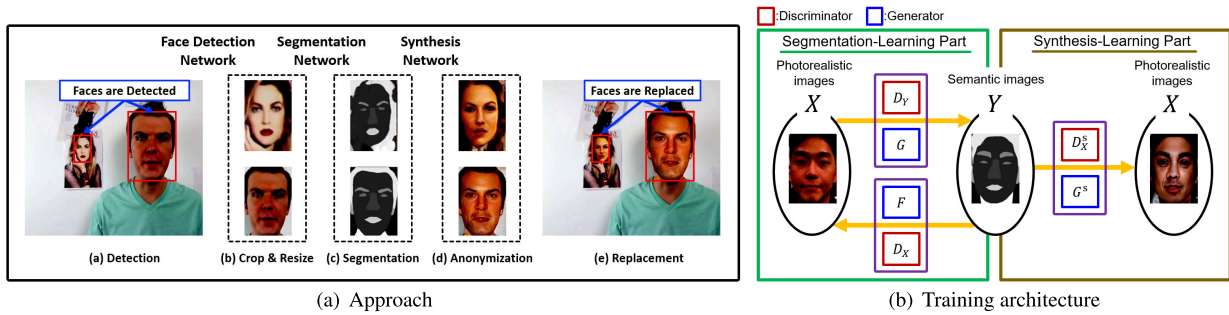 Face Detection
Network
Segmentation
Network
Synthesis
Network
Faces are Detected
Faces are Replaced
(a) Detection
(b) Crop & Resize
(c) Segmentation
(d) Anonymization
(e) Replacement
(a) Approach
:Discriminator
:Generator
Segmentation-Learning Part
Synthesis-Learning Part
Photorealistic
images
X
Semantic images
Y
Photorealistic
images
X
D_Y
G
F
D_X
D_X^s
G^s
(b) Training architecture